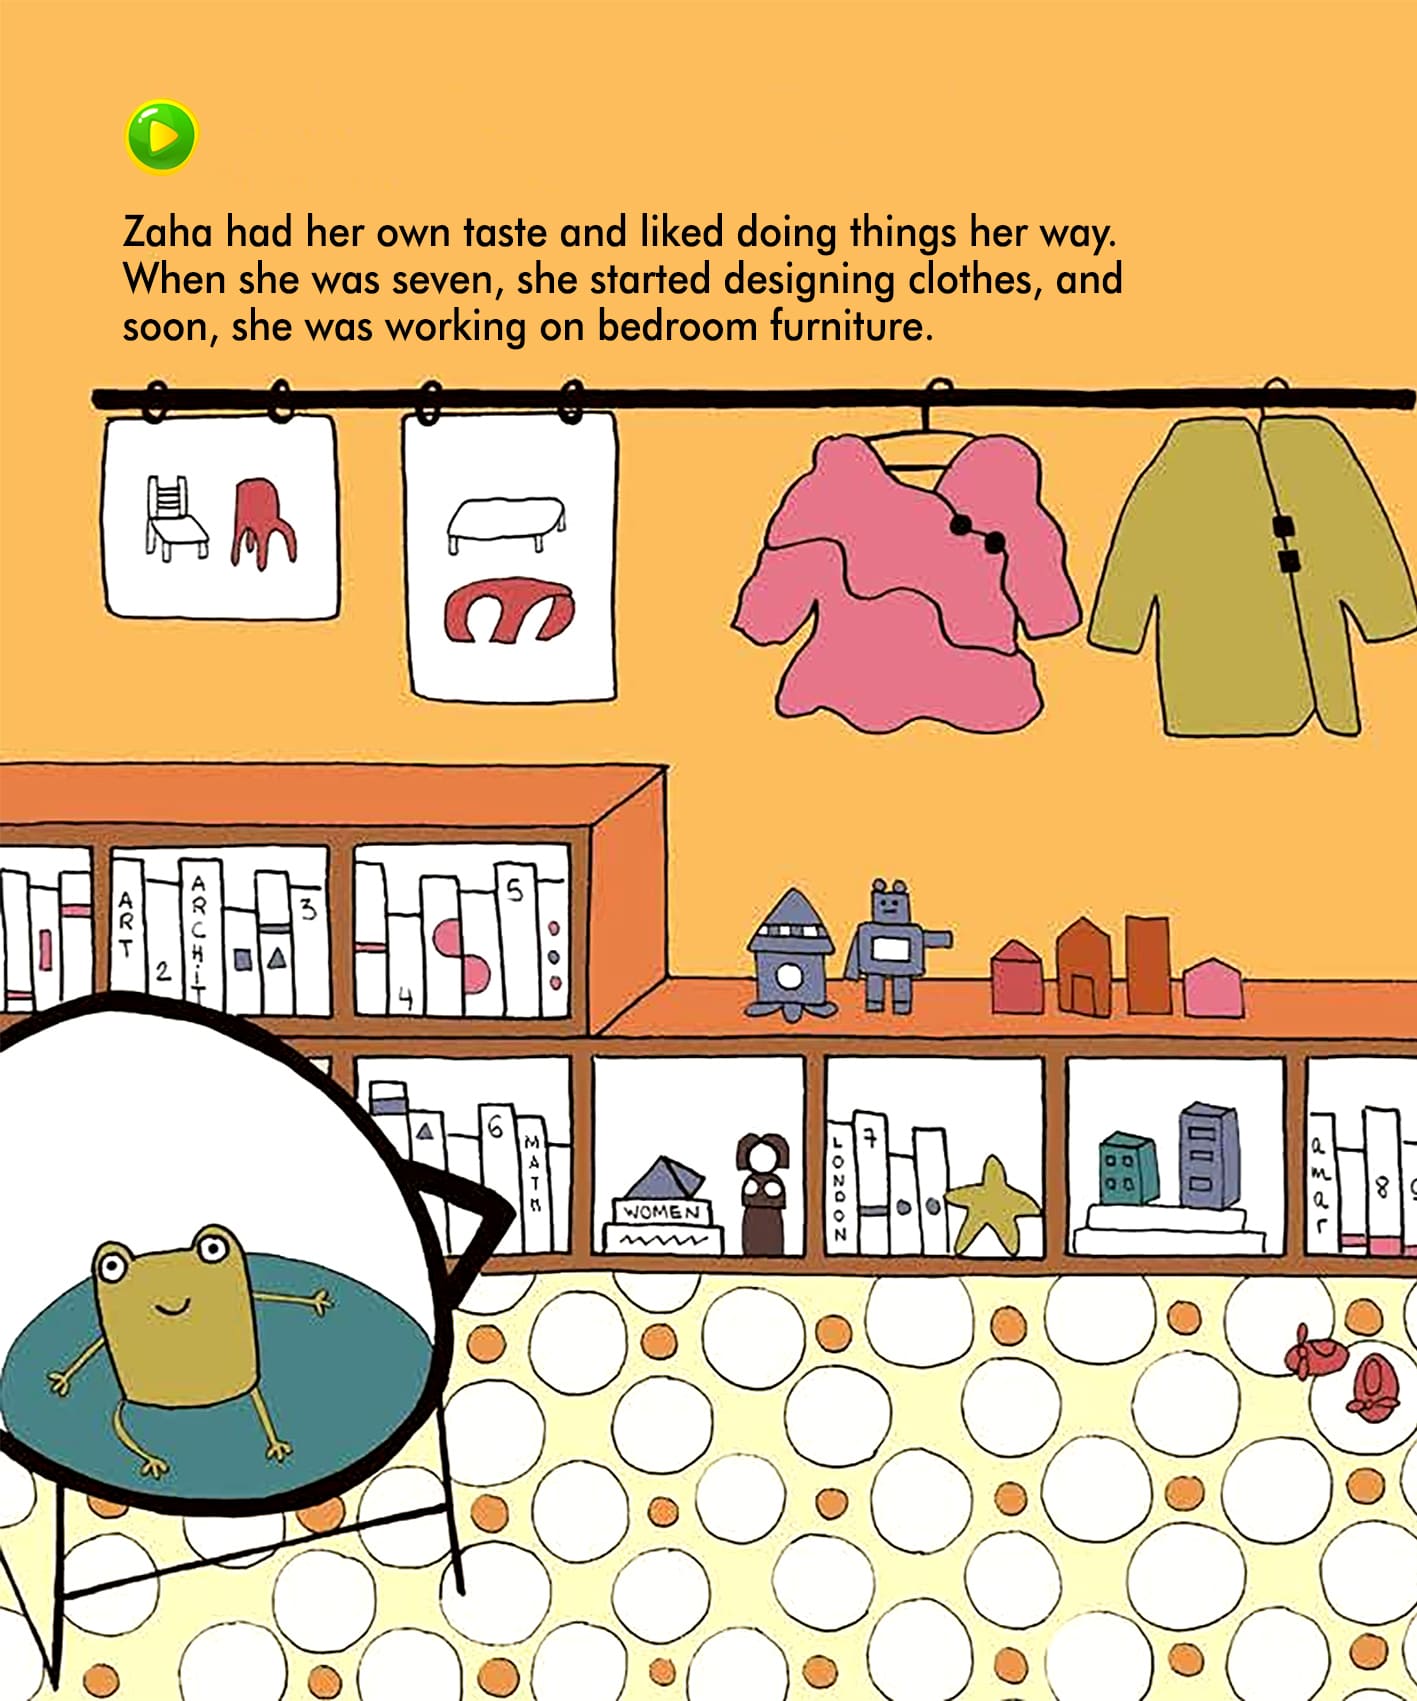 Zaha had her own taste and liked doing things her way.
When she was seven, she started designing clothes, and
soon, she was working on bedroom furniture.
ART
2
ARCHiT
3
4
5
6
MATH
WOMEN
LONDON
7
amar
8